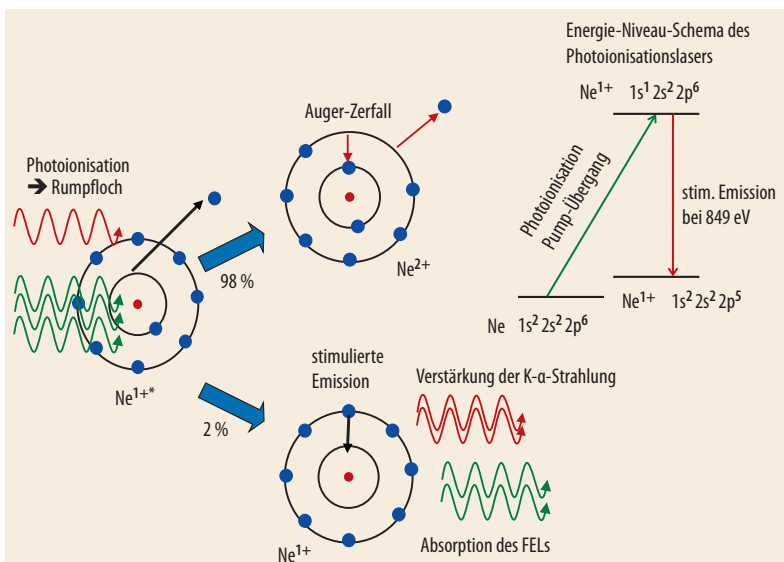 Energie-Niveau-Schema des
Photoionisationslasers
Ne¹⁺ 1s¹ 2s² 2p⁶
Auger-Zerfall
Photoionisation
➔ Rumpfloch
Photoionisation
Pump-Übergang
stim. Emission
bei 849 eV
98 %
Ne²⁺
Ne¹⁺ 1s² 2s² 2p⁵
Ne 1s² 2s² 2p⁶
Ne¹⁺*
stimulierte
Emission
Verstärkung der K-α-Strahlung
2 %
Ne¹⁺
Absorption des FELs